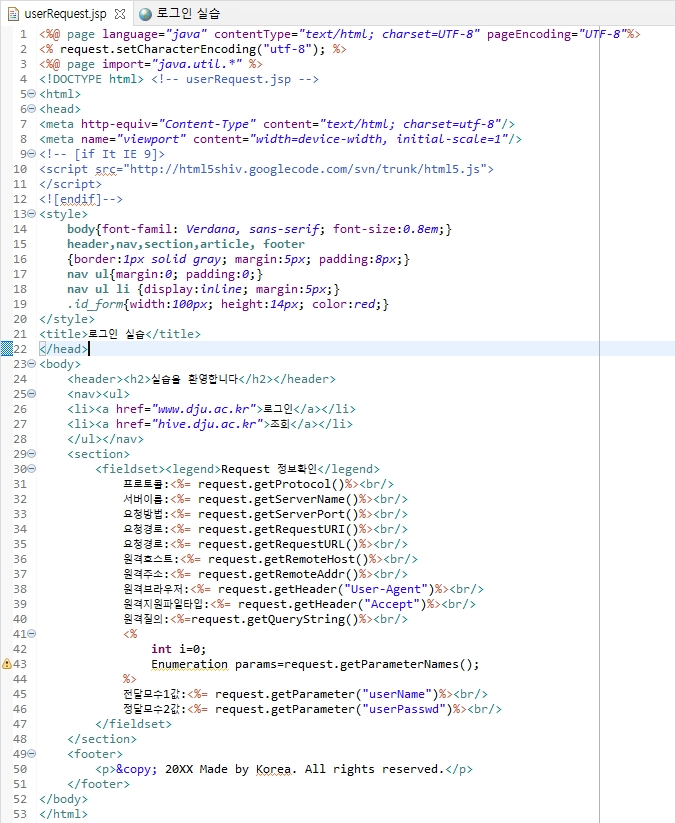 userRequest.jsp 로그인 실습
1 <%@ page language="java" contentType="text/html; charset=UTF-8" pageEncoding="UTF-8"%>
2 <% request.setCharacterEncoding("utf-8"); %>
3 <%@ page import="java.util.*" %>
4 <!DOCTYPE html> <!-- userRequest.jsp -->
5 <html>
6 <head>
7 <meta http-equiv="Content-Type" content="text/html; charset=utf-8"/>
8 <meta name="viewport" content="width=device-width, initial-scale=1"/>
9 <!-- [if It IE 9]>
10 <script src="http://html5shiv.googlecode.com/svn/trunk/html5.js">
11 </script>
12 <![endif]-->
13 <style>
14 body{font-famil: Verdana, sans-serif; font-size:0.8em;}
15 header,nav,section,article, footer
16 {border:1px solid gray; margin:5px; padding:8px;}
17 nav ul{margin:0; padding:0;}
18 nav ul li {display:inline; margin:5px;}
19 .id_form{width:100px; height:14px; color:red;}
20 </style>
21 <title>로그인 실습</title>
22 </head>
23 <body>
24 <header><h2>실습을 환영합니다</h2></header>
25 <nav><ul>
26 <li><a href="www.dju.ac.kr">로그인</a></li>
27 <li><a href="hive.dju.ac.kr">조회</a></li>
28 </ul></nav>
29 <section>
30 <fieldset><legend>Request 정보확인</legend>
31 프로토콜:<%= request.getProtocol()%><br/>
32 서버이름:<%= request.getServerName()%><br/>
33 요청방법:<%= request.getServerPort()%><br/>
34 요청경로:<%= request.getRequestURI()%><br/>
35 요청경로:<%= request.getRequestURL()%><br/>
36 원격호스트:<%= request.getRemoteHost()%><br/>
37 원격주소:<%= request.getRemoteAddr()%><br/>
38 원격브라우저:<%= request.getHeader("User-Agent")%><br/>
39 원격지원파일타입:<%= request.getHeader("Accept")%><br/>
40 원격질의:<%=request.getQueryString()%><br/>
41 <%
42 int i=0;
43 Enumeration params=request.getParameterNames();
44 %>
45 전달모수1값:<%= request.getParameter("userName")%><br/>
46 정달모수2값:<%= request.getParameter("userPasswd")%><br/>
47 </fieldset>
48 </section>
49 <footer>
50 <p>&copy; 20XX Made by Korea. All rights reserved.</p>
51 </footer>
52 </body>
53 </html>